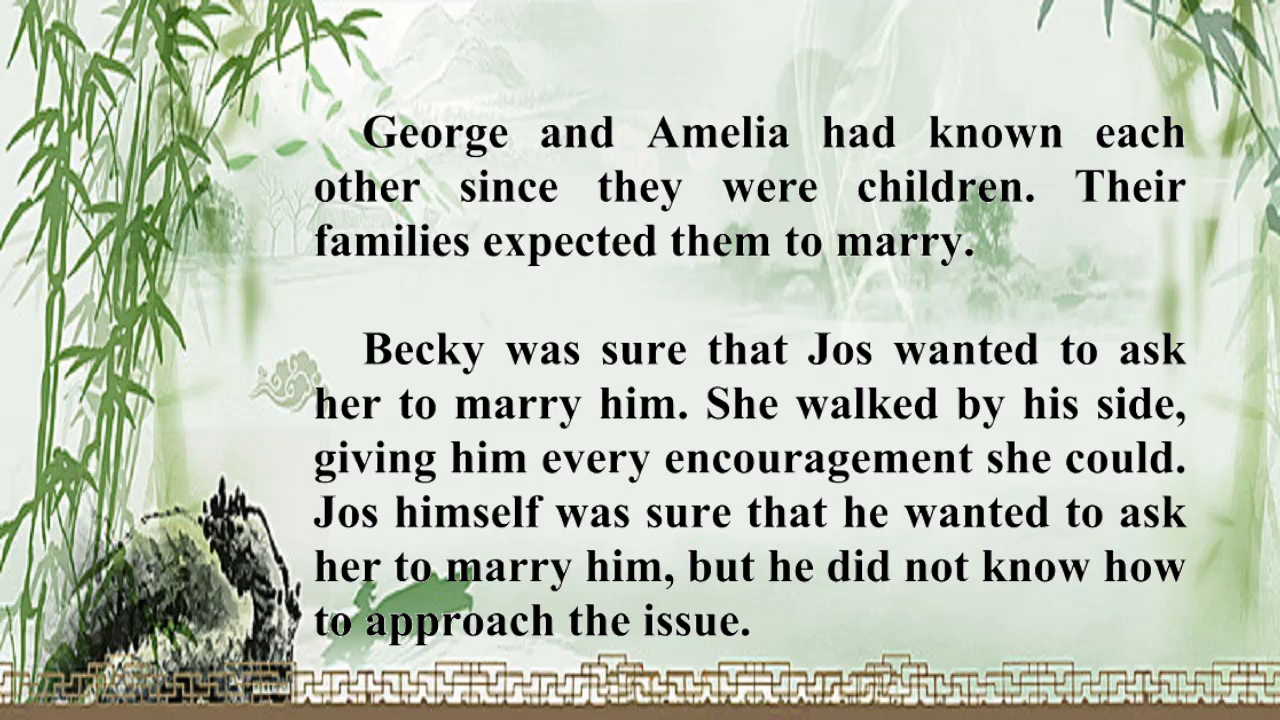 George and Amelia had known each
other since they were children. Their
families expected them to marry.
Becky was sure that Jos wanted to ask
her to marry him. She walked by his side,
giving him every encouragement she could.
Jos himself was sure that he wanted to ask
her to marry him, but he did not know how
to approach the issue.